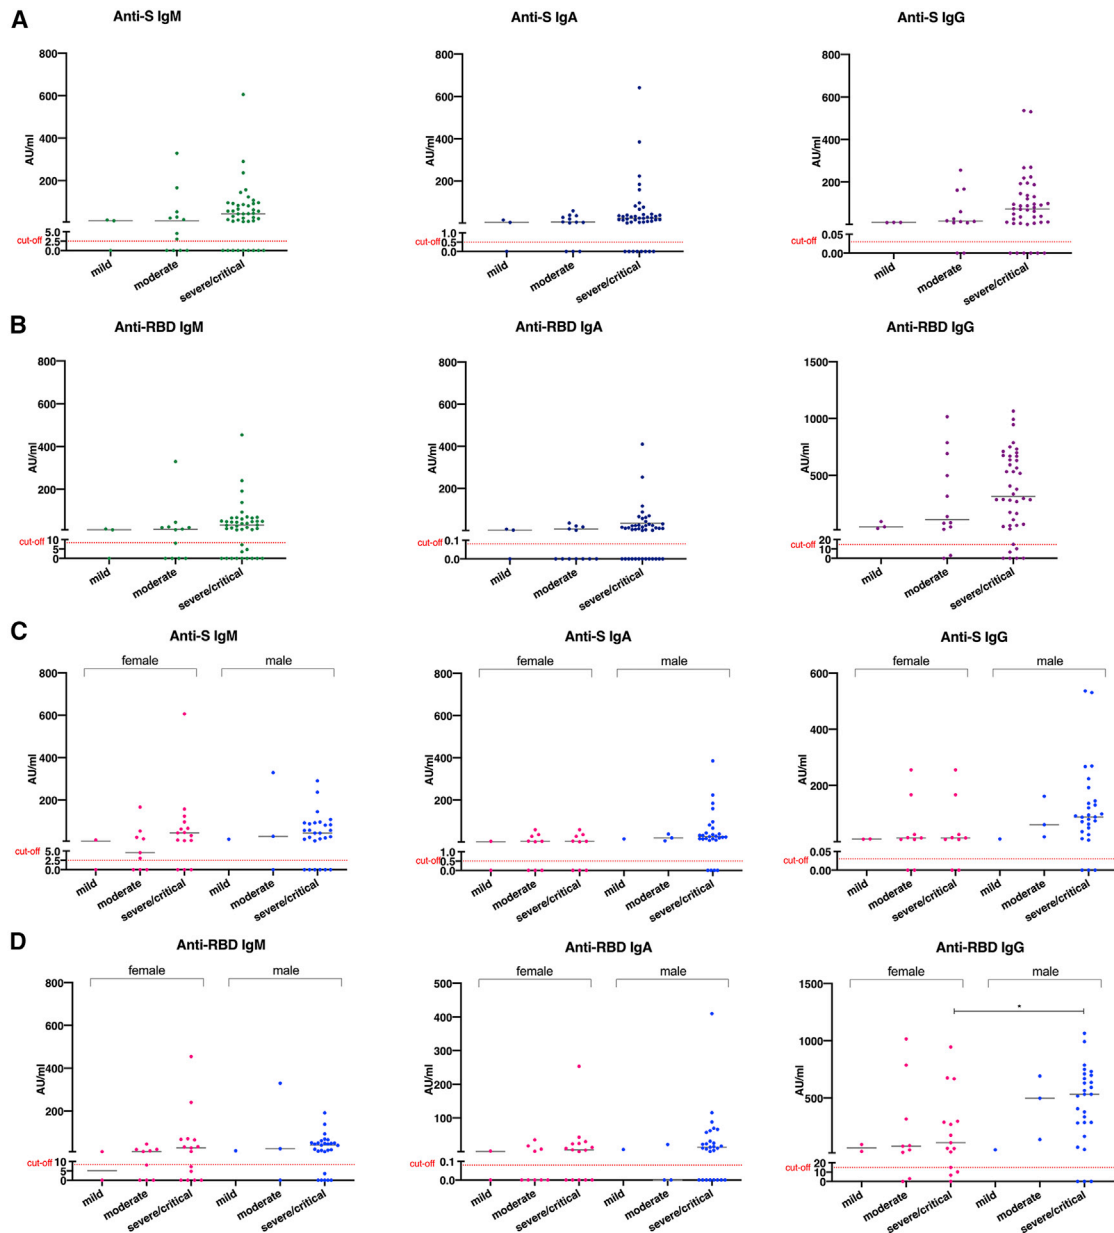 A
Anti-S IgM
Anti-S IgA
Anti-S IgG
800
600
400
200
5.0
2.5
0.0
AU/ml
cut-off
mild
moderate
severe/critical
800
600
400
200
1.0
0.5
0.0
AU/ml
cut-off
mild
moderate
severe/critical
800
600
400
200
0.05
0.00
AU/ml
cut-off
mild
moderate
severe/critical
B
Anti-RBD IgM
Anti-RBD IgA
Anti-RBD IgG
800
600
400
200
10
5
0
AU/ml
cut-off
mild
moderate
severe/critical
800
600
400
200
0.1
0.0
AU/ml
cut-off
mild
moderate
severe/critical
1500
1000
500
20
10
0
AU/ml
cut-off
mild
moderate
severe/critical
C
Anti-S IgM
Anti-S IgA
Anti-S IgG
female
male
800
600
400
200
5.0
2.5
0.0
AU/ml
cut-off
mild
moderate
severe/critical
mild
moderate
severe/critical
female
male
800
600
400
200
1.0
0.5
0.0
AU/ml
cut-off
mild
moderate
severe/critical
mild
moderate
severe/critical
female
male
600
400
200
0.05
0.00
AU/ml
cut-off
mild
moderate
severe/critical
mild
moderate
severe/critical
D
Anti-RBD IgM
Anti-RBD IgA
Anti-RBD IgG
female
male
800
600
400
200
10
5
0
AU/ml
cut-off
mild
moderate
severe/critical
mild
moderate
severe/critical
female
male
500
400
300
200
100
0.1
0.0
AU/ml
cut-off
mild
moderate
severe/critical
mild
moderate
severe/critical
female
male
*
1500
1000
500
20
10
0
AU/ml
cut-off
mild
moderate
severe/critical
mild
moderate
severe/critical